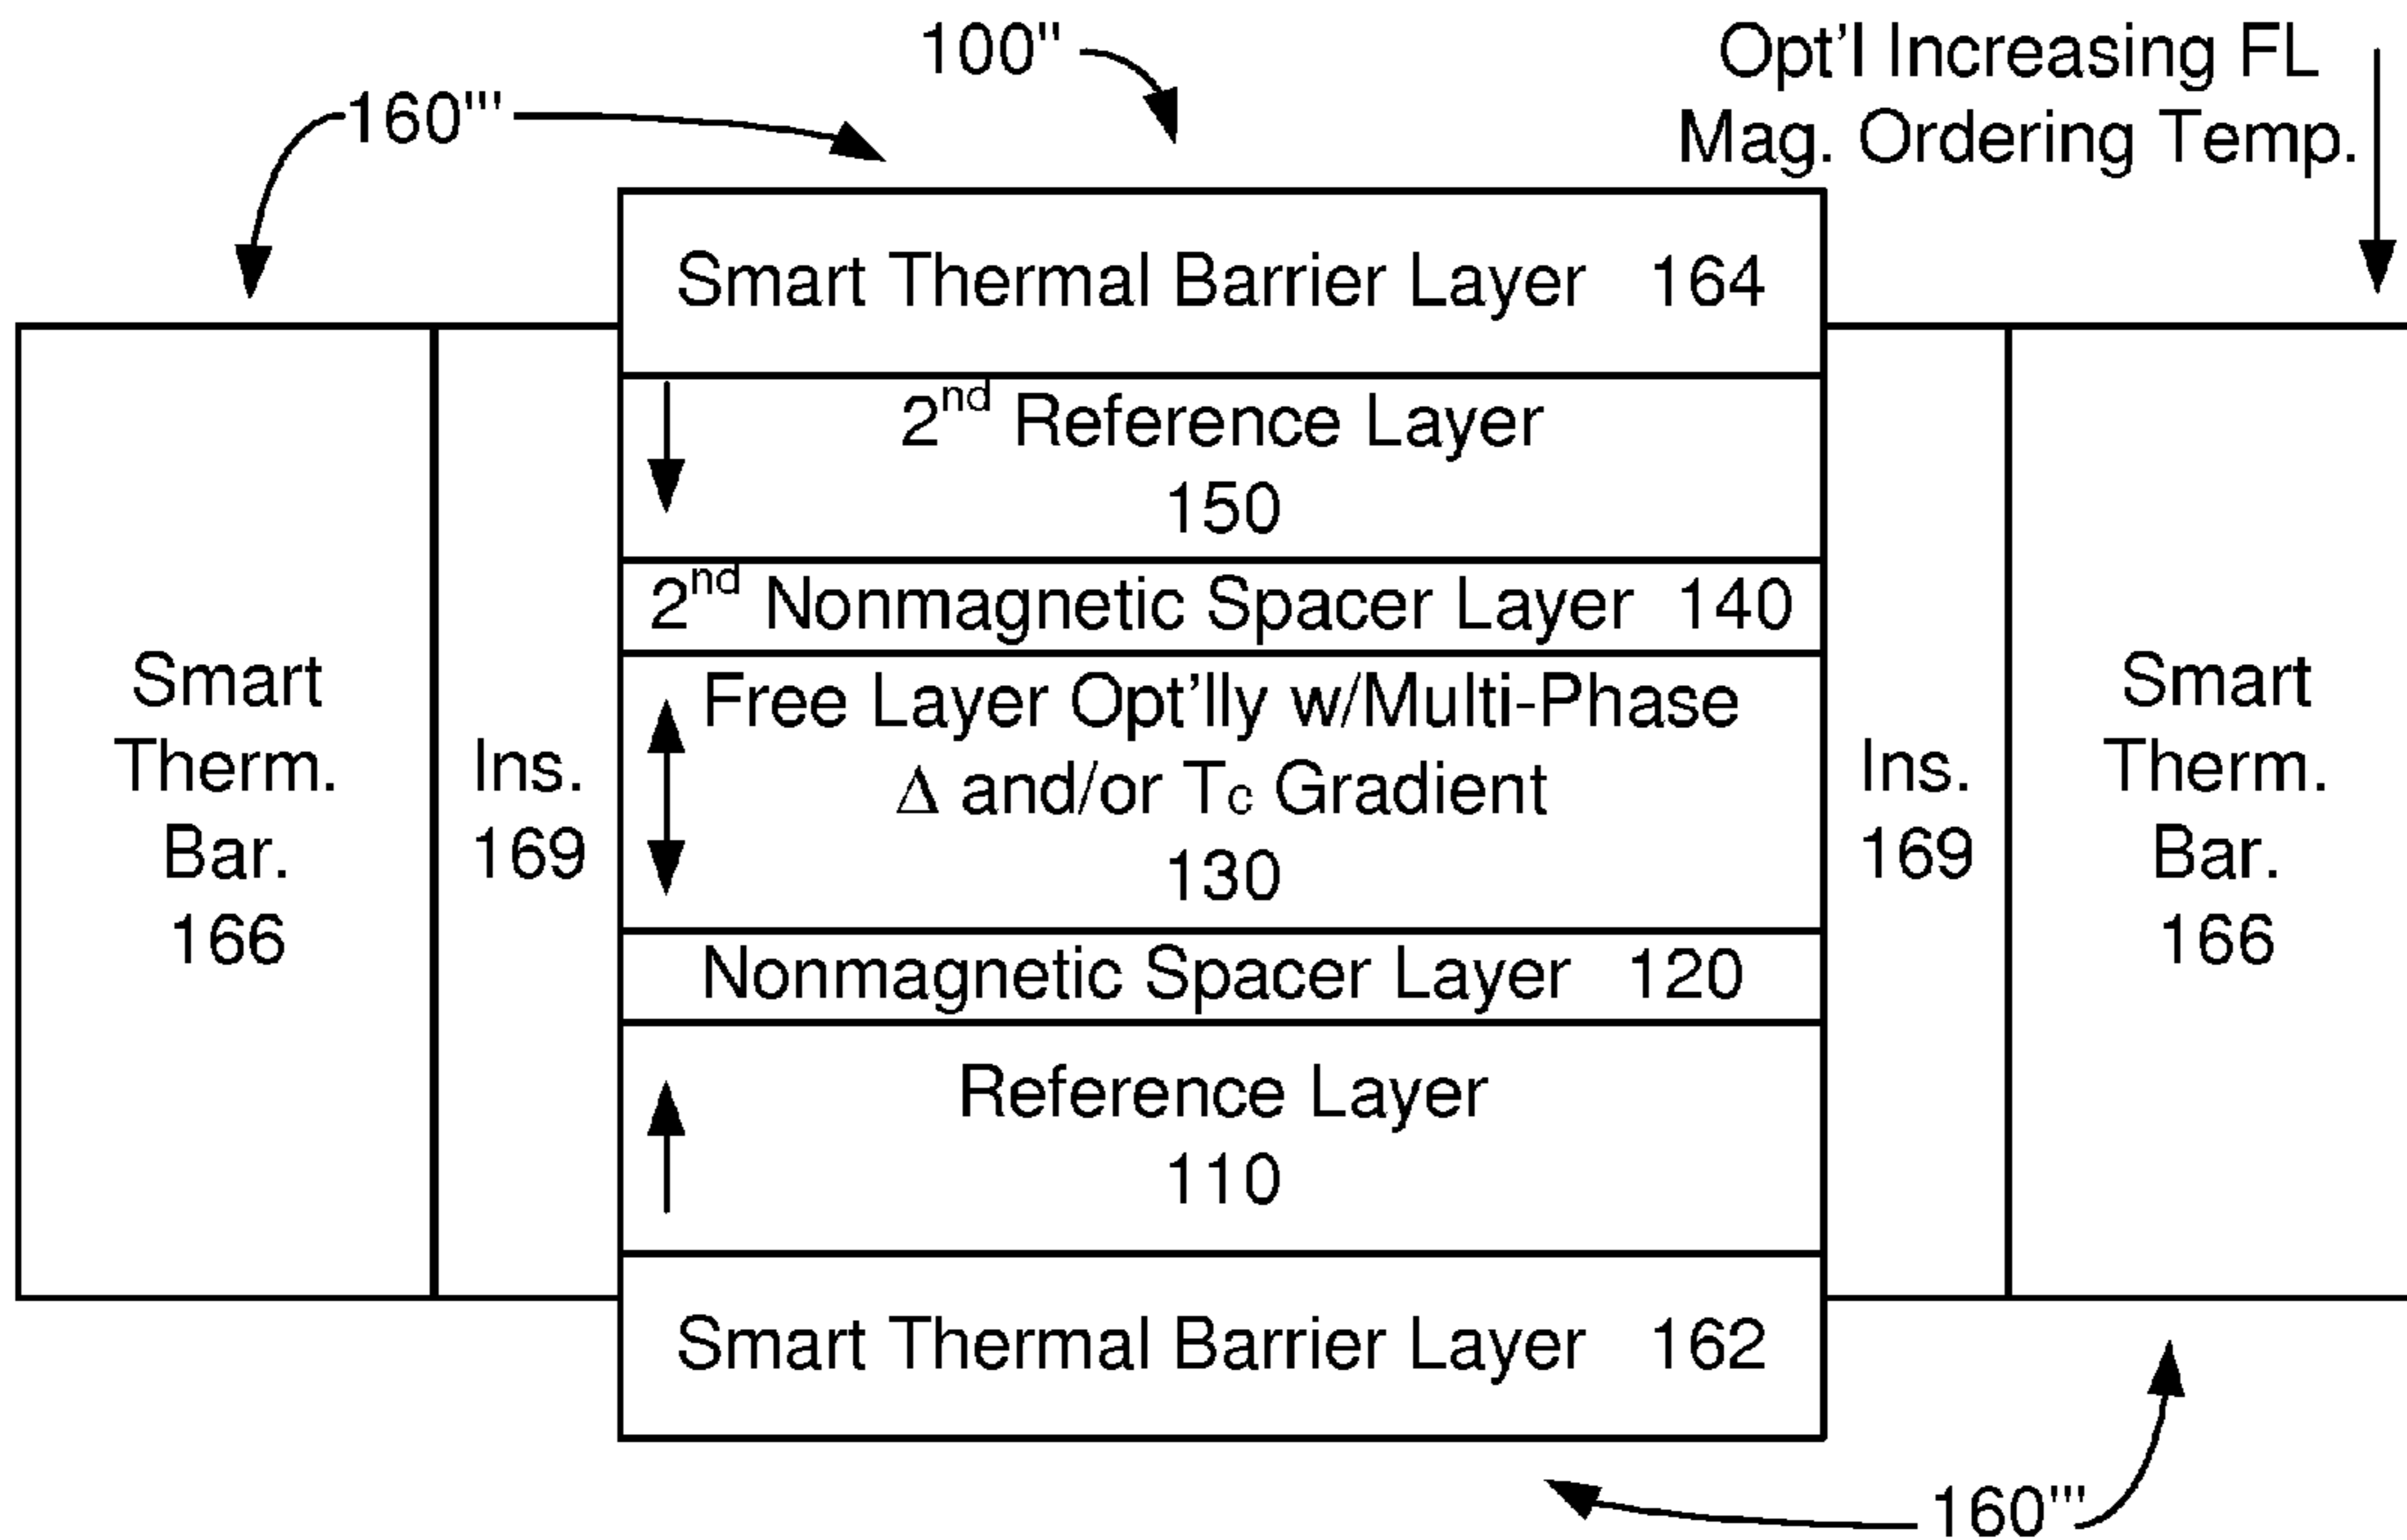 100"
160'''
Opt'l Increasing FL
Mag. Ordering Temp.
Smart Thermal Barrier Layer 164
2nd Reference Layer
150
2nd Nonmagnetic Spacer Layer 140
Free Layer Opt'lly w/Multi-Phase
Δ and/or Tc Gradient
130
Nonmagnetic Spacer Layer 120
Reference Layer
110
Smart Thermal Barrier Layer 162
Smart
Therm.
Bar.
166
Ins.
169
Ins.
169
Smart
Therm.
Bar.
166
160'''